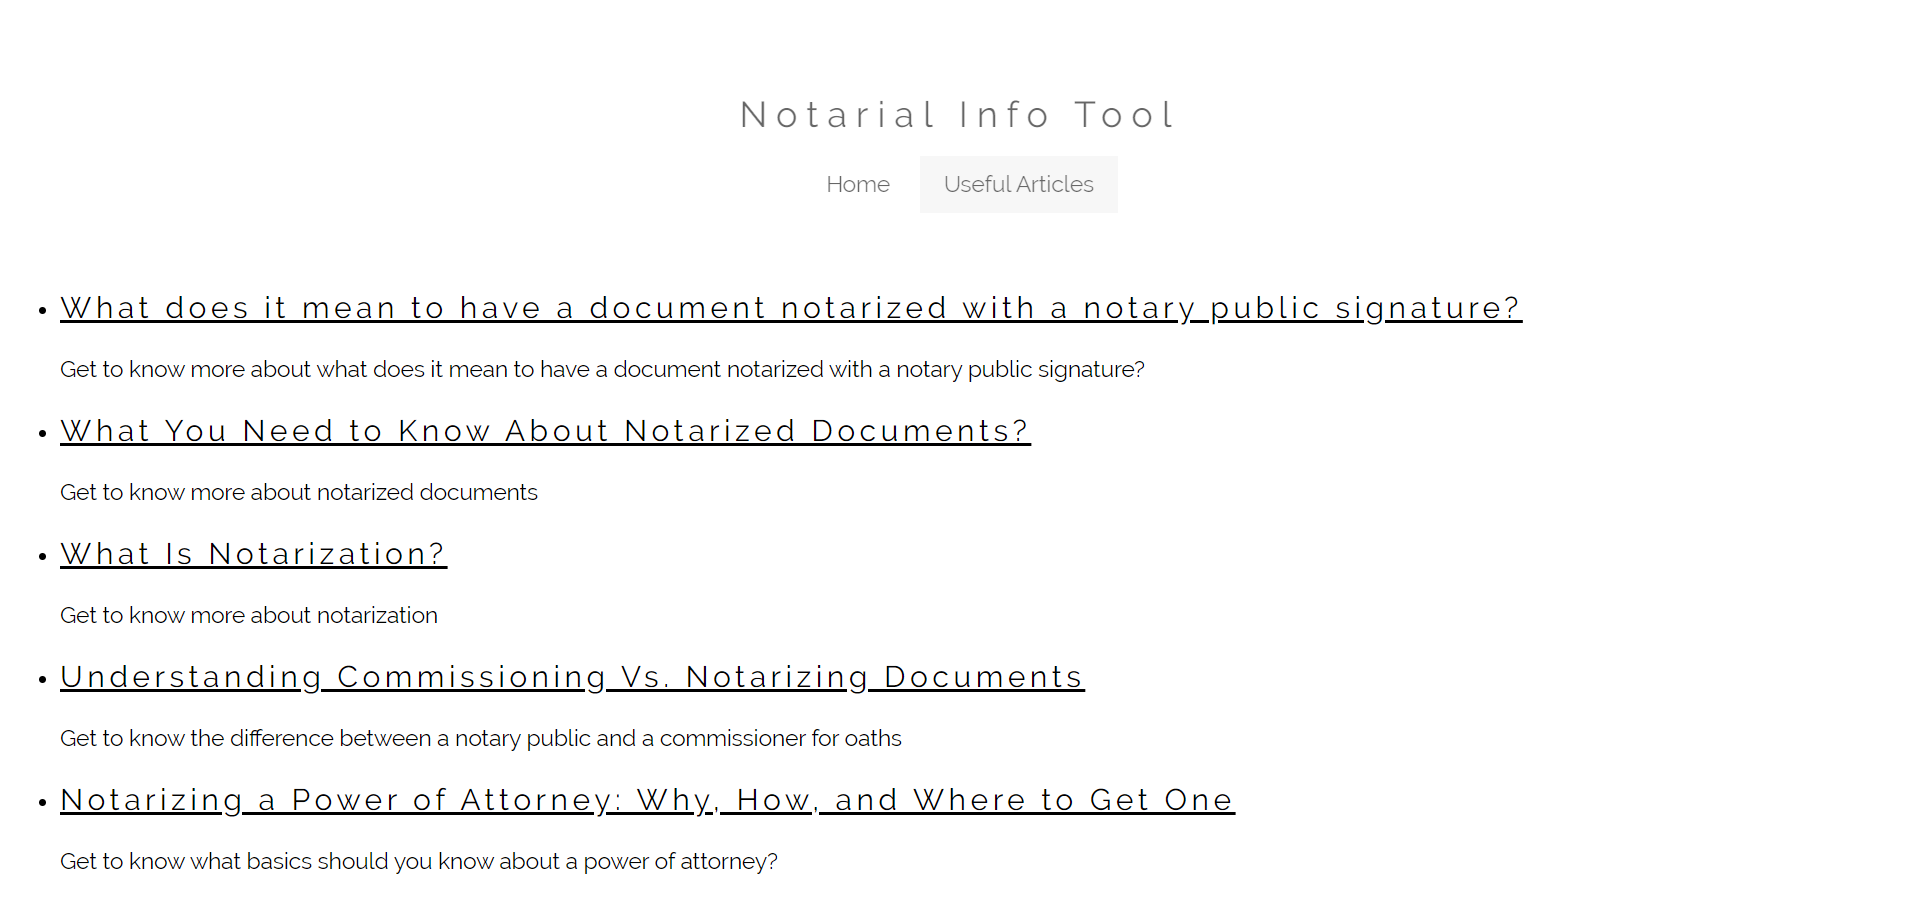 Notarial Info Tool
Home Useful Articles
What does it mean to have a document notarized with a notary public signature?
Get to know more about what does it mean to have a document notarized with a notary public signature?
What You Need to Know About Notarized Documents?
Get to know more about notarized documents
What Is Notarization?
Get to know more about notarization
Understanding Commissioning Vs. Notarizing Documents
Get to know the difference between a notary public and a commissioner for oaths
Notarizing a Power of Attorney: Why, How, and Where to Get One
Get to know what basics should you know about a power of attorney?